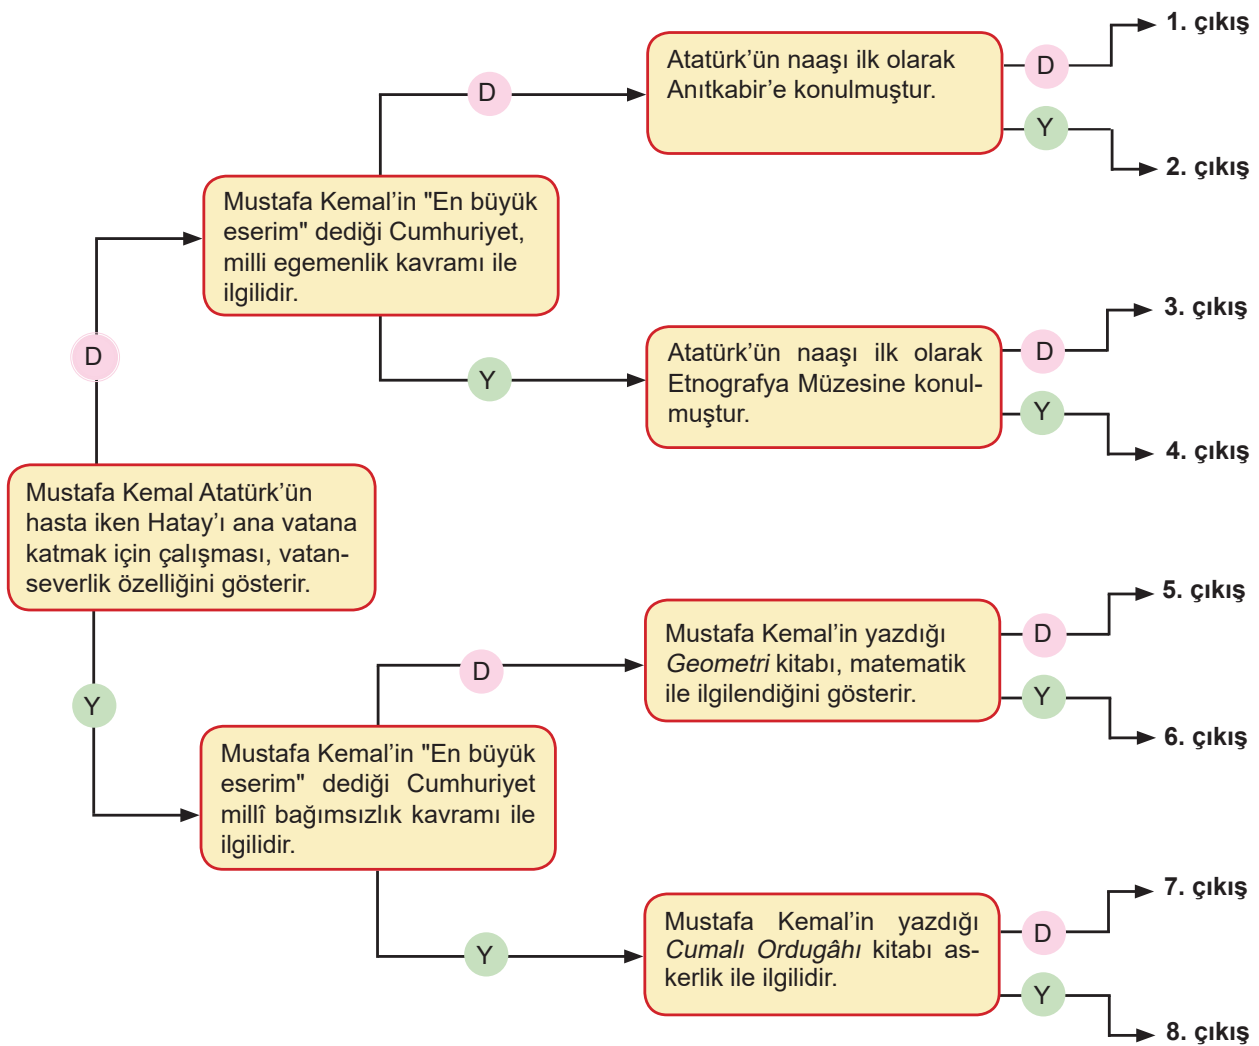 Mustafa Kemal Atatürk’ün
hasta iken Hatay’ı ana vatana
katmak için çalışması, vatan-
severlik özelliğini gösterir.
D
Y
Mustafa Kemal’in "En büyük
eserim" dediği Cumhuriyet,
milli egemenlik kavramı ile
ilgilidir.
D
Y
Atatürk’ün naaşı ilk olarak
Anıtkabir’e konulmuştur.
D
1. çıkış
Y
2. çıkış
Atatürk’ün naaşı ilk olarak
Etnografya Müzesine konul-
muştur.
D
3. çıkış
Y
4. çıkış
Mustafa Kemal’in "En büyük
eserim" dediği Cumhuriyet
millî bağımsızlık kavramı ile
ilgilidir.
D
Y
Mustafa Kemal’in yazdığı
Geometri kitabı, matematik
ile ilgilendiğini gösterir.
D
5. çıkış
Y
6. çıkış
Mustafa Kemal’in yazdığı
Cumalı Ordugâhı kitabı as-
kerlik ile ilgilidir.
D
7. çıkış
Y
8. çıkış